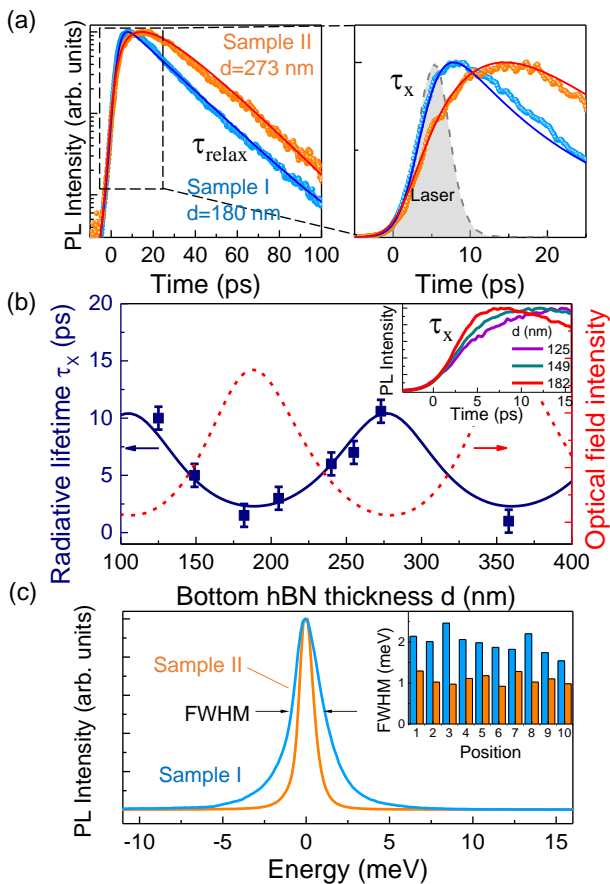 (a)
PL Intensity (arb. units)
Sample II
d=273 nm
τrelax
Sample I
d=180 nm
0 20 40 60 80 100
Time (ps)
τx
Laser
0 10 20
Time (ps)
(b)
Radiative lifetime τx (ps)
20
15
10
5
0
PL Intensity
τx
d (nm)
125
149
182
0 5 10 15
Time (ps)
Optical field intensity
100 150 200 250 300 350 400
Bottom hBN thickness d (nm)
(c)
PL Intensity (arb. units)
Sample II
FWHM
Sample I
FWHM (meV)
2
1
0
1 2 3 4 5 6 7 8 9 10
Position
-10 -5 0 5 10 15
Energy (meV)